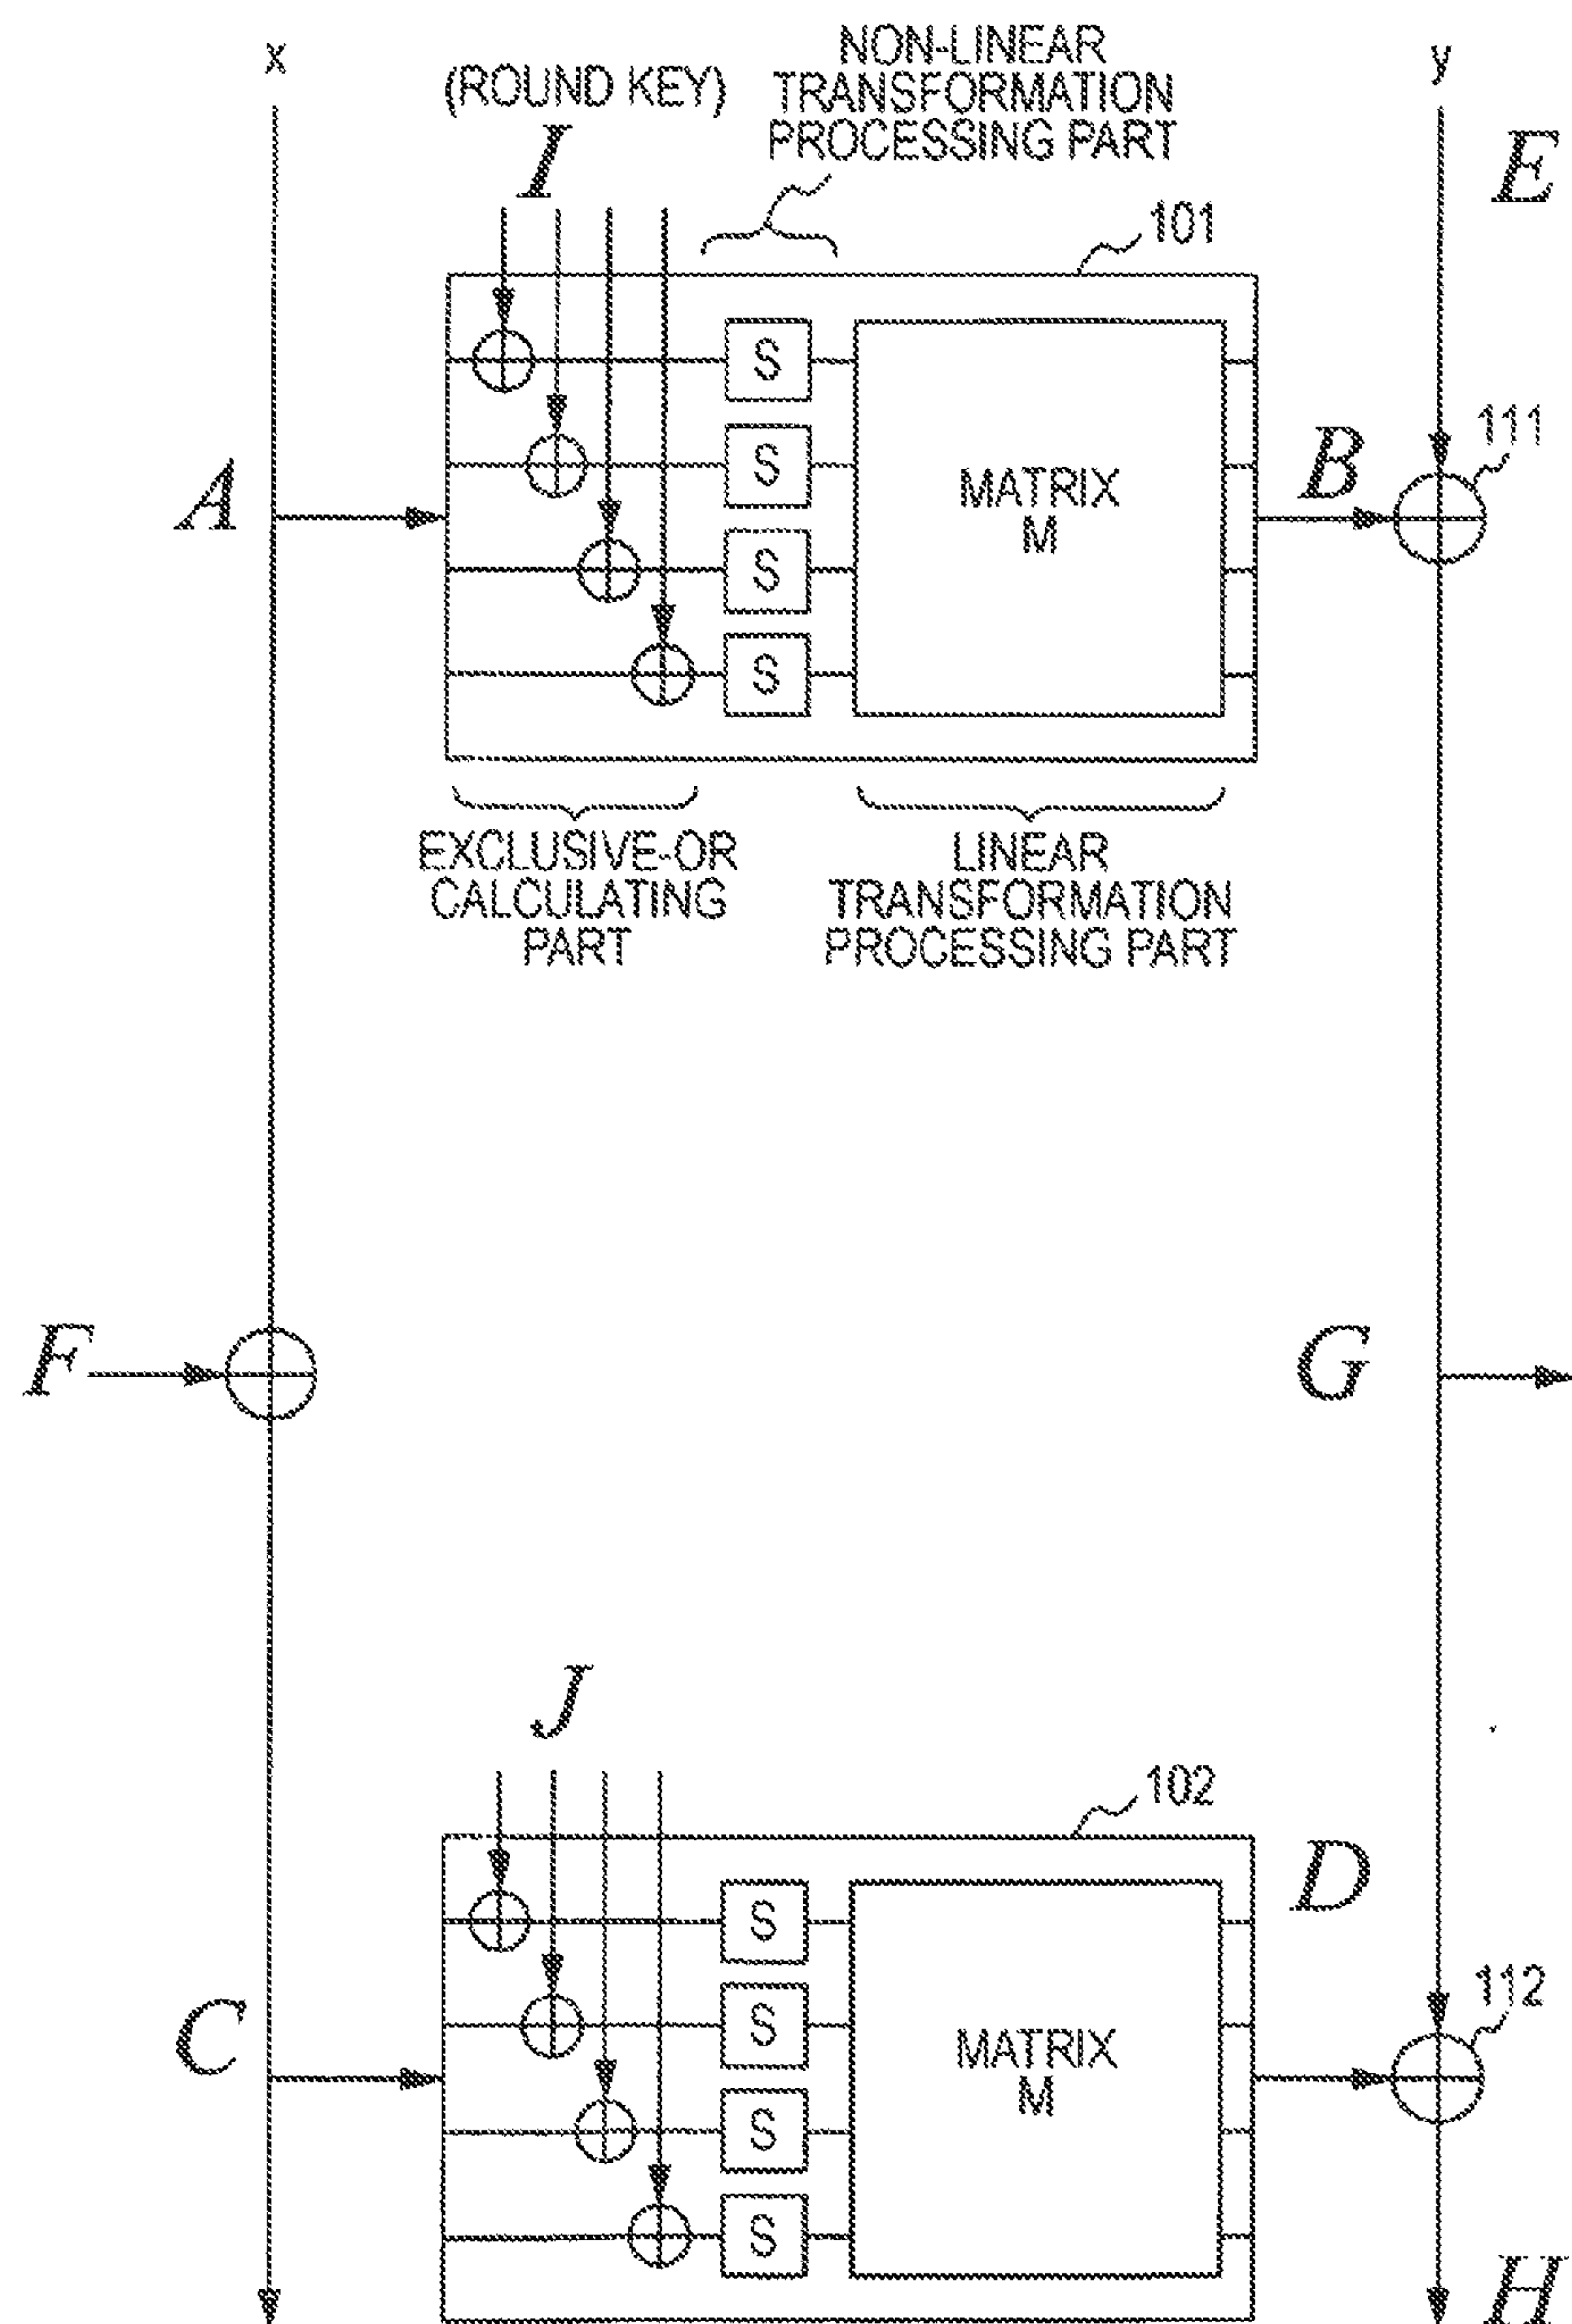 x
(ROUND KEY)
NON-LINEAR
TRANSFORMATION
PROCESSING PART
y
I
E
101
S
S
S
S
MATRIX
M
A
B
111
EXCLUSIVE-OR
CALCULATING
PART
LINEAR
TRANSFORMATION
PROCESSING PART
F
G
J
102
D
S
S
S
S
MATRIX
M
C
112
H